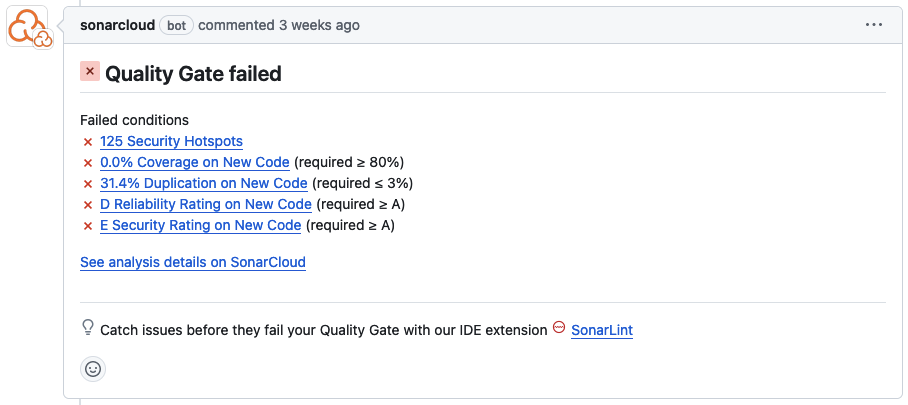 sonarcloud bot commented 3 weeks ago
Quality Gate failed
Failed conditions
125 Security Hotspots
0.0% Coverage on New Code (required ≥ 80%)
31.4% Duplication on New Code (required ≤ 3%)
D Reliability Rating on New Code (required ≥ A)
E Security Rating on New Code (required ≥ A)
See analysis details on SonarCloud
Catch issues before they fail your Quality Gate with our IDE extension SonarLint